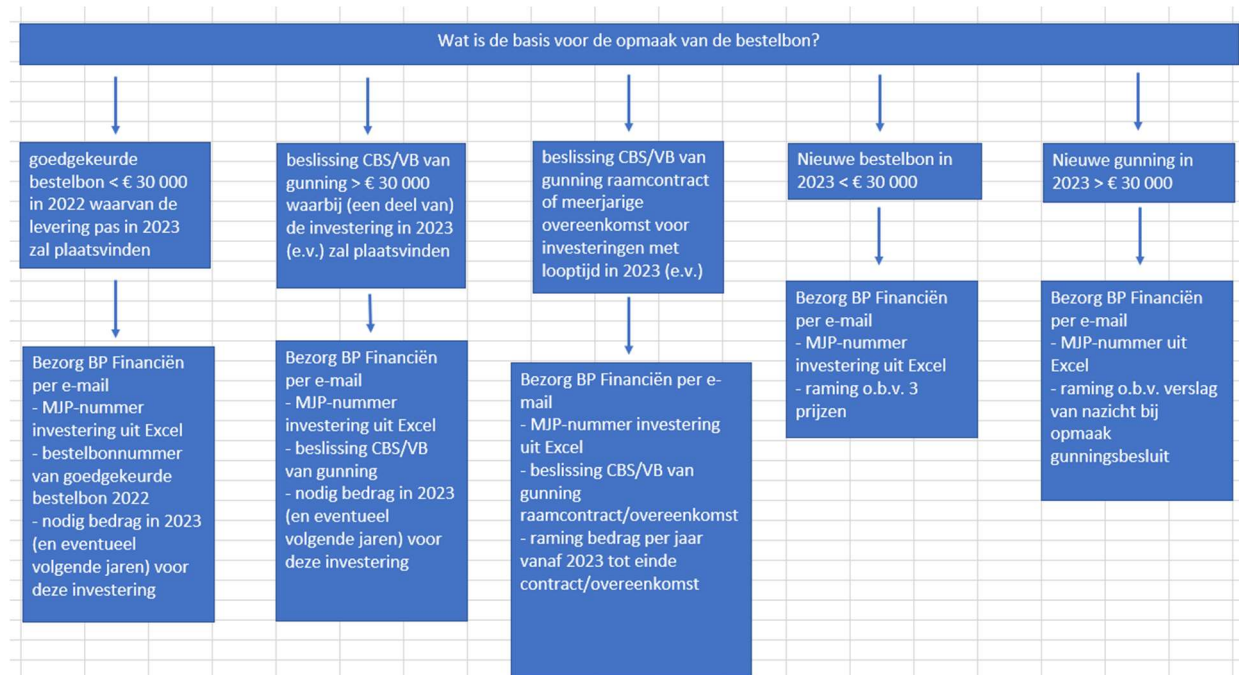 Wat is de basis voor de opmaak van de bestelbon?
goedgekeurde
bestelbon < € 30 000
in 2022 waarvan de
levering pas in 2023
zal plaatsvinden
beslissing CBS/VB van
gunning > € 30 000
waarbij (een deel van)
de investering in 2023
(e.v.) zal plaatsvinden
beslissing CBS/VB van
gunning raamcontract
of meerjarige
overeenkomst voor
investeringen met
looptijd in 2023 (e.v.)
Nieuwe bestelbon in
2023 < € 30 000
Nieuwe gunning in
2023 > € 30 000
Bezorg BP Financiën
per e-mail
- MJP-nummer
investering uit Excel
- bestelbonnummer
van goedgekeurde
bestelbon 2022
- nodig bedrag in 2023
(en eventueel
volgende jaren) voor
deze investering
Bezorg BP Financiën
per e-mail
- MJP-nummer
investering uit Excel
- beslissing CBS/VB
van gunning
- nodig bedrag in 2023
(en eventueel
volgende jaren) voor
deze investering
Bezorg BP Financiën per e-
mail
- MJP-nummer investering
uit Excel
- beslissing CBS/VB van
gunning
raamcontract/overeenkomst
- raming bedrag per jaar
vanaf 2023 tot einde
contract/overeenkomst
Bezorg BP Financiën
per e-mail
- MJP-nummer
investering uit Excel
- raming o.b.v. 3
prijzen
Bezorg BP Financiën
per e-mail
- MJP-nummer uit
Excel
- raming o.b.v. verslag
van nazicht bij
opmaak
gunningsbesluit